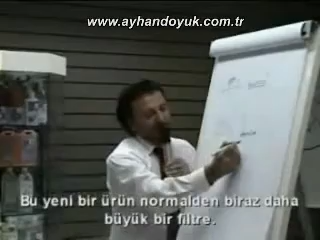 www.ayhandoyuk.com.tr
Bu yeni bir ürün normalden biraz daha
büyük bir filtre.